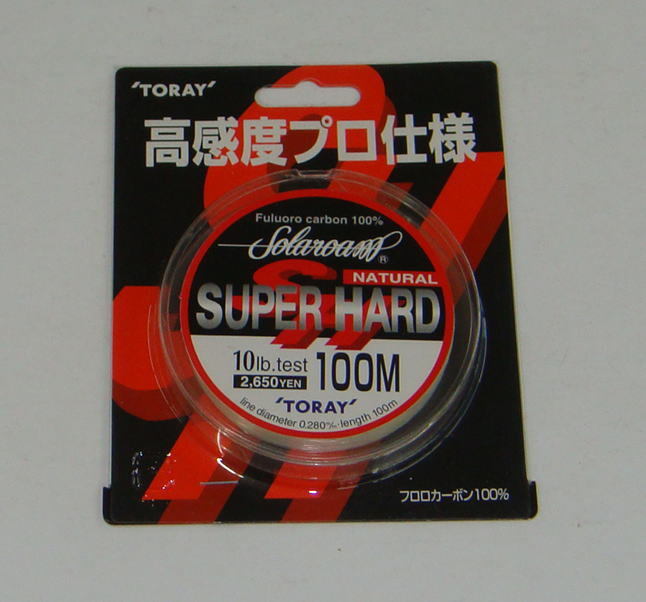 'TORAY'
高感度プロ仕様
Fuluoro carbon 100%
Solaroam®
NATURAL
SUPER HARD
10lb.test 100M
2,650YEN
'TORAY'
line diameter 0.280%·length 100m
フロロカーボン100%